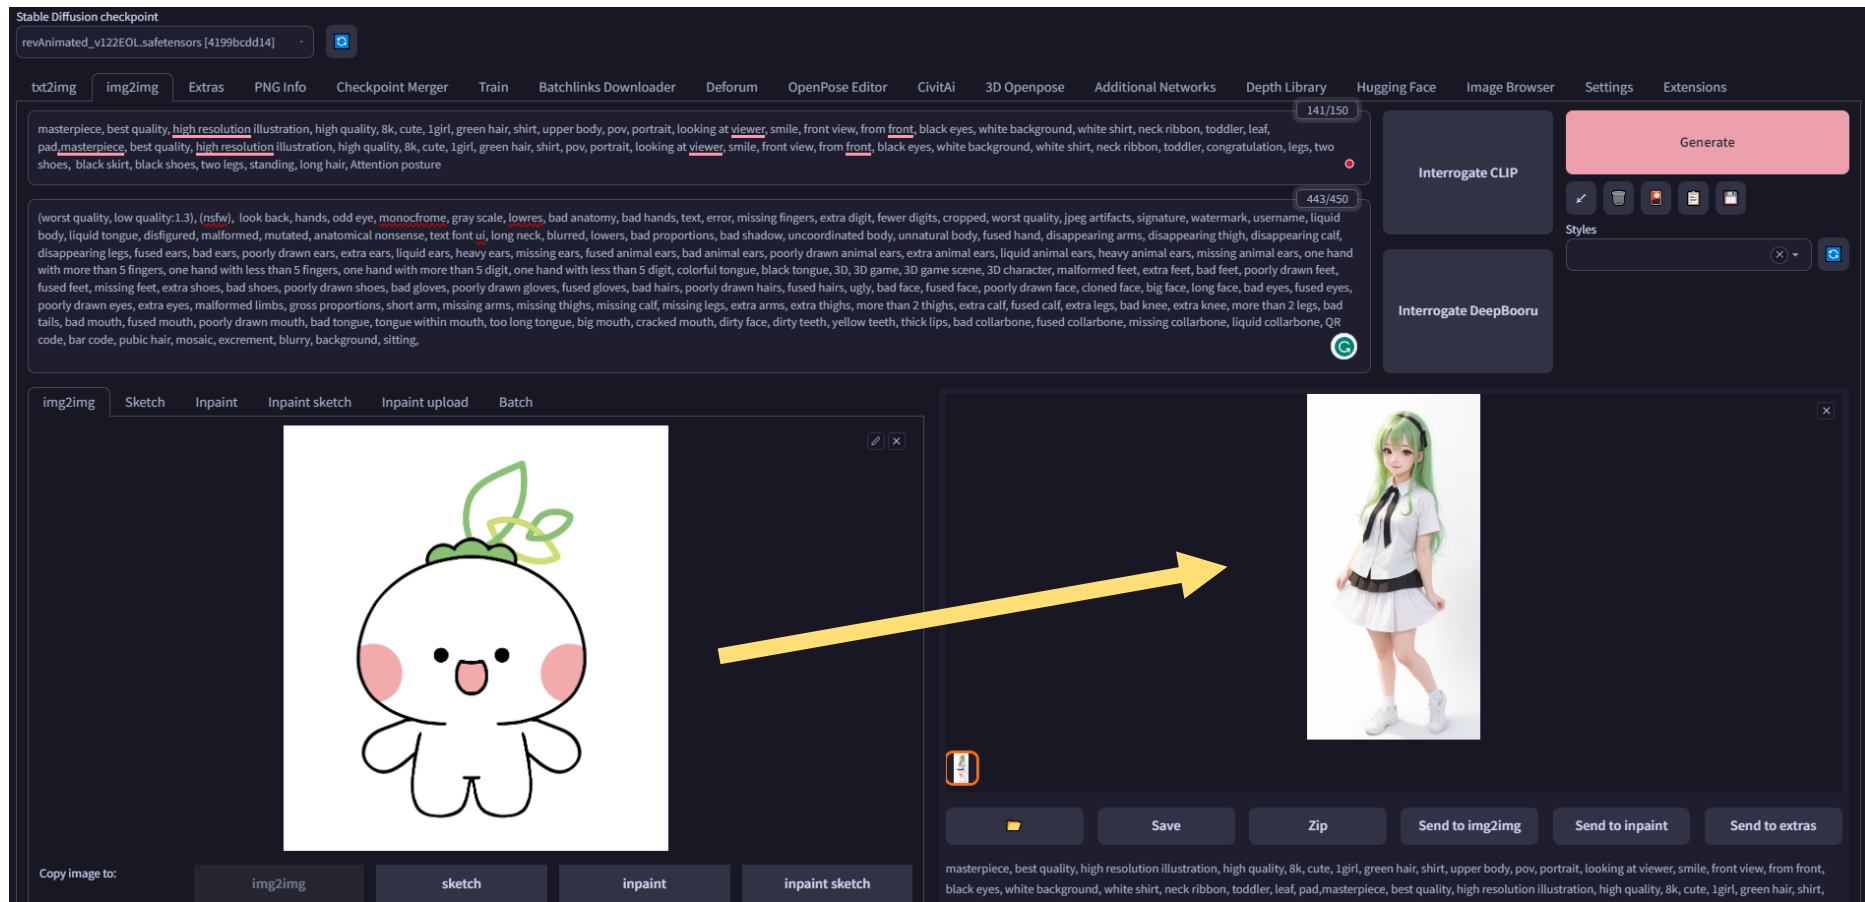 Stable Diffusion checkpoint
revAnimated_v122EOL.safetensors [4199bcdd14]
txt2img img2img Extras PNG Info Checkpoint Merger Train Batchlinks Downloader Deforum OpenPose Editor CivitAi 3D Openpose Additional Networks Depth Library Hugging Face Image Browser Settings Extensions
141/150
masterpiece, best quality, high resolution illustration, high quality, 8k, cute, 1girl, green hair, shirt, upper body, pov, portrait, looking at viewer, smile, front view, from front, black eyes, white background, white shirt, neck ribbon, toddler, leaf,
pad,masterpiece, best quality, high resolution illustration, high quality, 8k, cute, 1girl, green hair, shirt, pov, portrait, looking at viewer, smile, front view, from front, black eyes, white background, white shirt, neck ribbon, toddler, congratulation, legs, two
shoes, black skirt, black shoes, two legs, standing, long hair, Attention posture
Interrogate CLIP
Generate
443/450
(worst quality, low quality:1.3), (nsfw), look back, hands, odd eye, monocfrome, gray scale, lowres, bad anatomy, bad hands, text, error, missing fingers, extra digit, fewer digits, cropped, worst quality, jpeg artifacts, signature, watermark, username, liquid
body, liquid tongue, disfigured, malformed, mutated, anatomical nonsense, text font ui, long neck, blurred, lowers, bad proportions, bad shadow, uncoordinated body, unnatural body, fused hand, disappearing arms, disappearing thigh, disappearing calf,
disappearing legs, fused ears, bad ears, poorly drawn ears, extra ears, liquid ears, heavy ears, missing ears, fused animal ears, bad animal ears, poorly drawn animal ears, extra animal ears, liquid animal ears, heavy animal ears, missing animal ears, one hand
with more than 5 fingers, one hand with less than 5 fingers, one hand with more than 5 digit, one hand with less than 5 digit, colorful tongue, black tongue, 3D, 3D game, 3D game scene, 3D character, malformed feet, extra feet, bad feet, poorly drawn feet,
fused feet, missing feet, extra shoes, bad shoes, poorly drawn shoes, bad gloves, poorly drawn gloves, fused gloves, bad hairs, poorly drawn hairs, fused hairs, ugly, bad face, fused face, poorly drawn face, cloned face, big face, long face, bad eyes, fused eyes,
poorly drawn eyes, extra eyes, malformed limbs, gross proportions, short arm, missing arms, missing thighs, missing calf, missing legs, extra arms, extra thighs, more than 2 thighs, extra calf, fused calf, extra legs, bad knee, extra knee, more than 2 legs, bad
tails, bad mouth, fused mouth, poorly drawn mouth, bad tongue, tongue within mouth, too long tongue, big mouth, cracked mouth, dirty face, dirty teeth, yellow teeth, thick lips, bad collarbone, fused collarbone, missing collarbone, liquid collarbone, QR
code, bar code, pubic hair, mosaic, excrement, blurry, background, sitting,
Styles
Interrogate DeepBooru
img2img Sketch Inpaint Inpaint sketch Inpaint upload Batch
Save Zip Send to img2img Send to inpaint Send to extras
Copy image to:
img2img sketch inpaint inpaint sketch
masterpiece, best quality, high resolution illustration, high quality, 8k, cute, 1girl, green hair, shirt, upper body, pov, portrait, looking at viewer, smile, front view, from front,
black eyes, white background, white shirt, neck ribbon, toddler, leaf, pad,masterpiece, best quality, high resolution illustration, high quality, 8k, cute, 1girl, green hair, shirt,